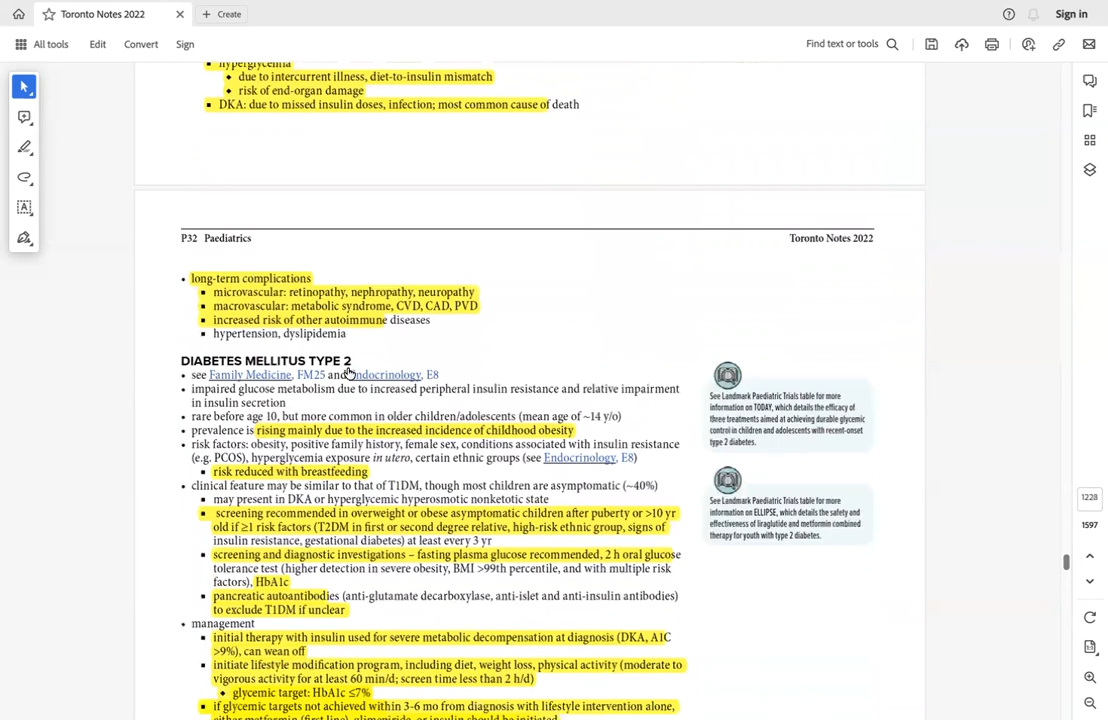 Toronto Notes 2022
Create
Sign in
All tools
Edit
Convert
Sign
Find text or tools
hyperglycemia
due to intercurrent illness, diet-to-insulin mismatch
risk of end-organ damage
DKA: due to missed insulin doses, infection; most common cause of death
P32 Paediatrics
Toronto Notes 2022
long-term complications
microvascular: retinopathy, nephropathy, neuropathy
macrovascular: metabolic syndrome, CVD, CAD, PVD
increased risk of other autoimmune diseases
hypertension, dyslipidemia
DIABETES MELLITUS TYPE 2
see Family Medicine, FM25 and Endocrinology, E8
impaired glucose metabolism due to increased peripheral insulin resistance and relative impairment
in insulin secretion
rare before age 10, but more common in older children/adolescents (mean age of ~14 y/o)
prevalence is rising mainly due to the increased incidence of childhood obesity
risk factors: obesity, positive family history, female sex, conditions associated with insulin resistance
(e.g. PCOS), hyperglycemia exposure in utero, certain ethnic groups (see Endocrinology, E8)
risk reduced with breastfeeding
clinical feature may be similar to that of T1DM, though most children are asymptomatic (~40%)
may present in DKA or hyperglycemic hyperosmotic nonketotic state
screening recommended in overweight or obese asymptomatic children after puberty or >10 yr
old if ≥1 risk factors (T2DM in first or second degree relative, high-risk ethnic group, signs of
insulin resistance, gestational diabetes) at least every 3 yr
screening and diagnostic investigations – fasting plasma glucose recommended, 2 h oral glucose
tolerance test (higher detection in severe obesity, BMI >99th percentile, and with multiple risk
factors), HbA1c
pancreatic autoantibodies (anti-glutamate decarboxylase, anti-islet and anti-insulin antibodies)
to exclude T1DM if unclear
management
initial therapy with insulin used for severe metabolic decompensation at diagnosis (DKA, A1C
>9%), can wean off
initiate lifestyle modification program, including diet, weight loss, physical activity (moderate to
vigorous activity for at least 60 min/d; screen time less than 2 h/d)
glycemic target: HbA1c ≤7%
if glycemic targets not achieved within 3-6 mo from diagnosis with lifestyle intervention alone,
either metformin (first line), glimepiride, or insulin should be initiated
See Landmark Paediatric Trials table for more
information on TODAY, which details the efficacy of
three treatments aimed at achieving durable glycemic
control in children and adolescents with recent-onset
type 2 diabetes.
See Landmark Paediatric Trials table for more
information on ELLIPSE, which details the safety and
effectiveness of liraglutide and metformin combined
therapy for youth with type 2 diabetes.
1228
1597